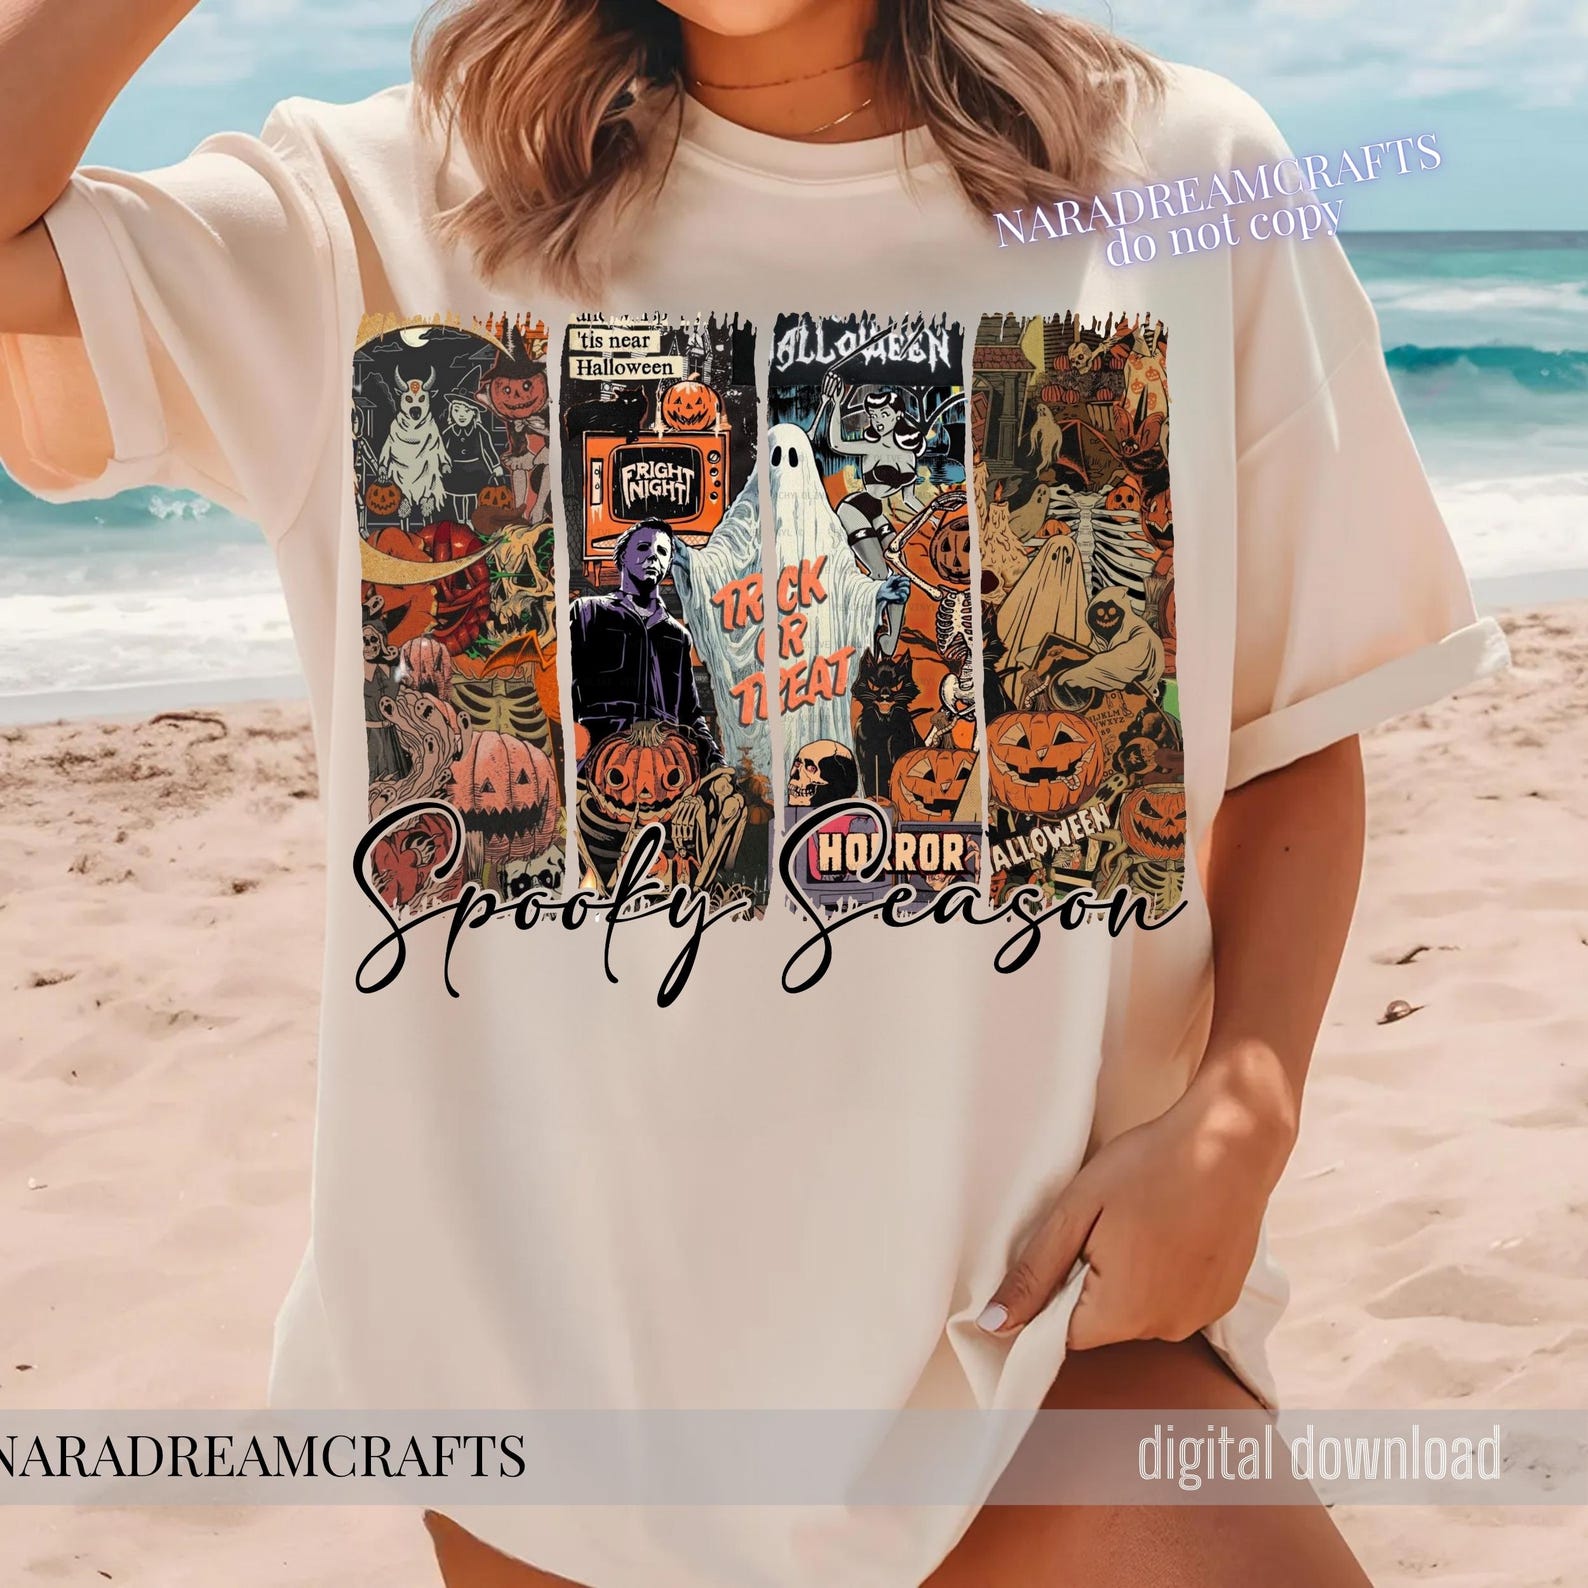 NARADREAMCRAFTS
do not copy
'tis near
Halloween
ALLOWEEN
FRIGHT
NIGHT!
TRICK
OR
TREAT
HORROR
ALLOWEEN
Spooky Season
NARADREAMCRAFTS
digital download